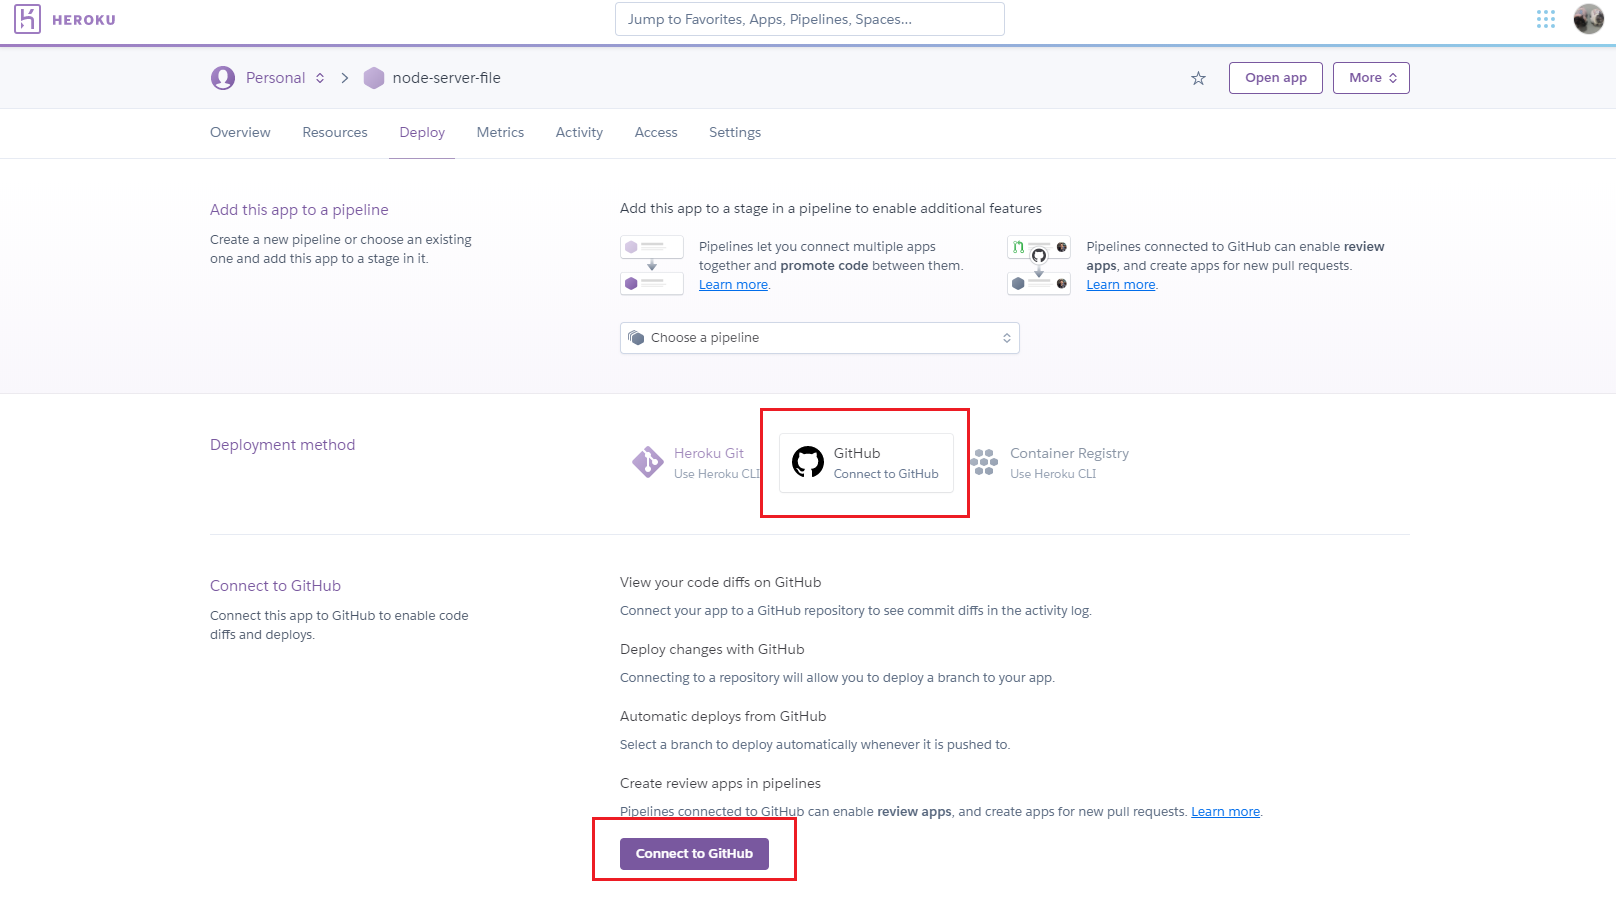 HEROKU
Jump to Favorites, Apps, Pipelines, Spaces...
Personal
node-server-file
Open app
More
Overview
Resources
Deploy
Metrics
Activity
Access
Settings
Add this app to a pipeline
Create a new pipeline or choose an existing
one and add this app to a stage in it.
Add this app to a stage in a pipeline to enable additional features
Pipelines let you connect multiple apps
together and promote code between them.
Learn more.
Pipelines connected to GitHub can enable review
apps, and create apps for new pull requests.
Learn more.
Choose a pipeline
Deployment method
Heroku Git
Use Heroku CLI
GitHub
Connect to GitHub
Container Registry
Use Heroku CLI
Connect to GitHub
Connect this app to GitHub to enable code
diffs and deploys.
View your code diffs on GitHub
Connect your app to a GitHub repository to see commit diffs in the activity log.
Deploy changes with GitHub
Connecting to a repository will allow you to deploy a branch to your app.
Automatic deploys from GitHub
Select a branch to deploy automatically whenever it is pushed to.
Create review apps in pipelines
Pipelines connected to GitHub can enable review apps, and create apps for new pull requests. Learn more.
Connect to GitHub